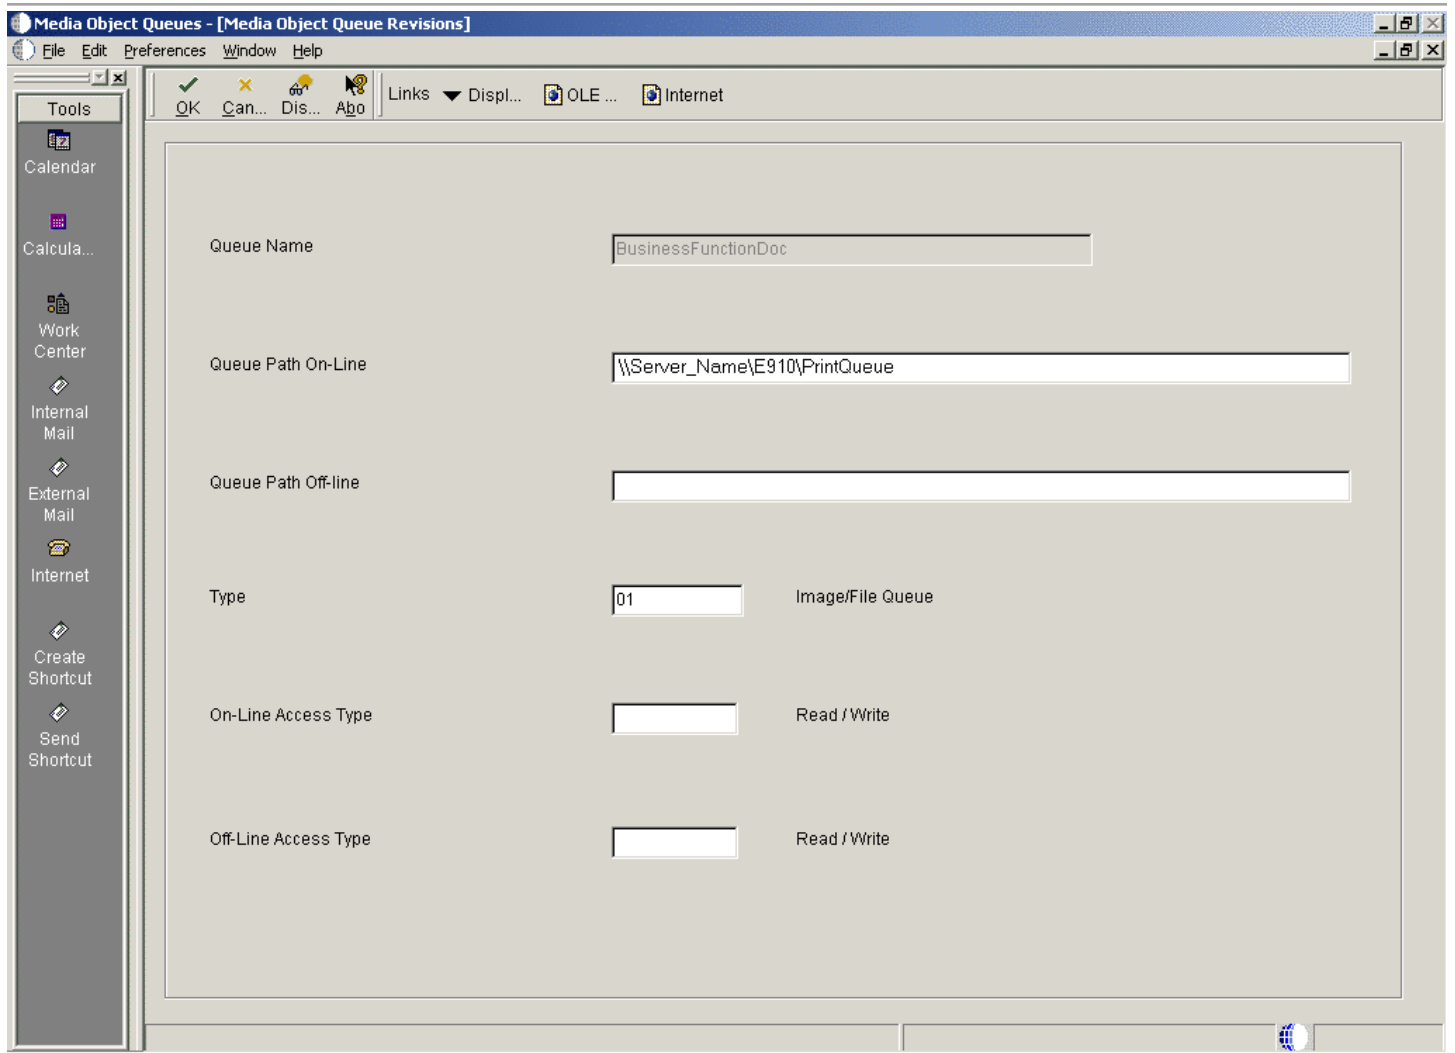 Media Object Queues - [Media Object Queue Revisions]
File Edit Preferences Window Help
Tools
OK Can... Dis... Abo Links Displ... OLE ... Internet
Calendar
Calcula...
Work
Center
Internal
Mail
External
Mail
Internet
Create
Shortcut
Send
Shortcut
Queue Name BusinessFunctionDoc
Queue Path On-Line \\Server_Name\E910\PrintQueue
Queue Path Off-line
Type 01 Image/File Queue
On-Line Access Type Read / Write
Off-Line Access Type Read / Write